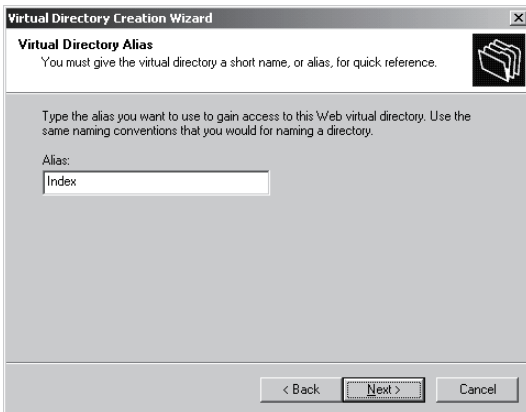 Virtual Directory Creation Wizard
Virtual Directory Alias
You must give the virtual directory a short name, or alias, for quick reference.
Type the alias you want to use to gain access to this Web virtual directory. Use the
same naming conventions that you would for naming a directory.
Alias:
Index
< Back
Next >
Cancel